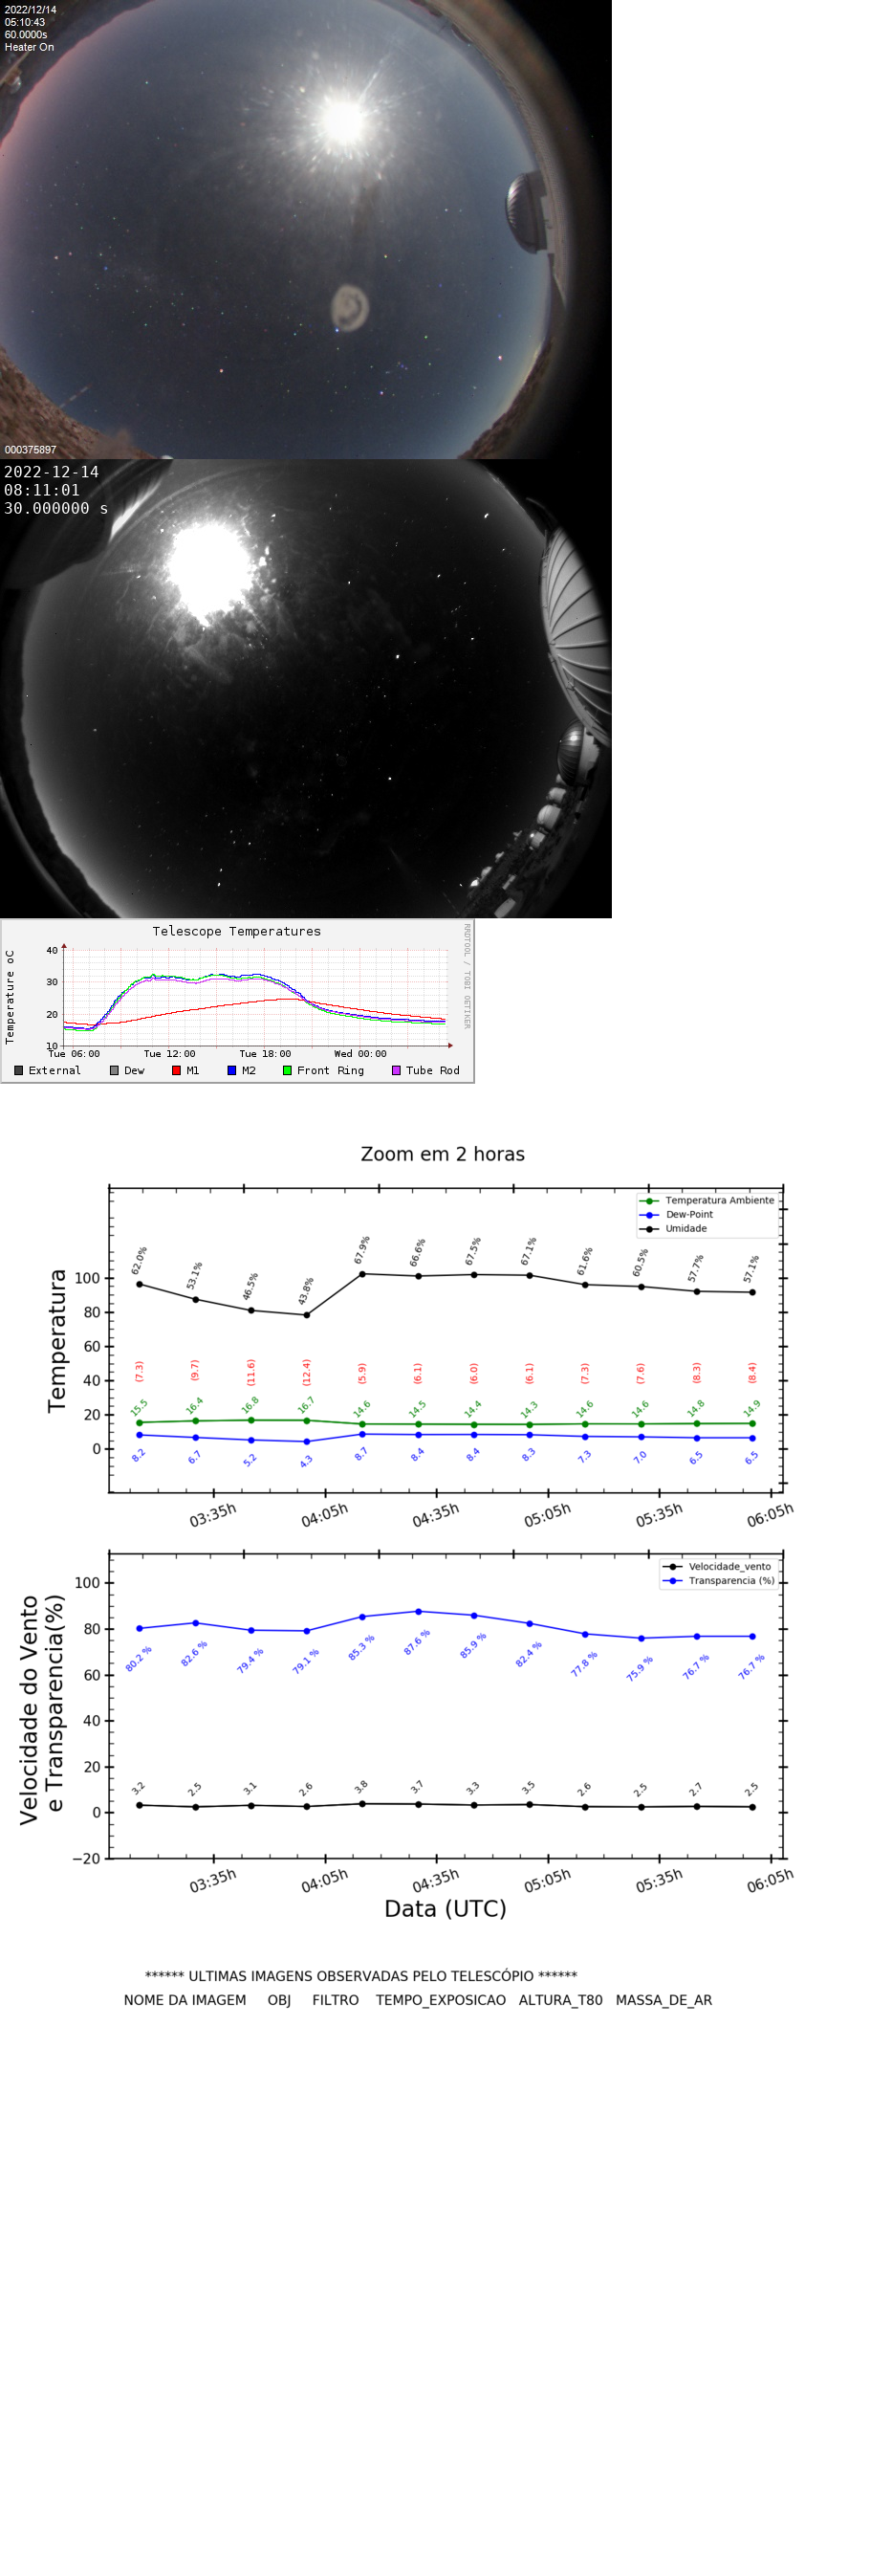 2022/12/14
05:10:43
60.0000s
Heater On
000375897
2022-12-14
08:11:01
30.000000 s
Telescope Temperatures
RRDTOOL / TOBI OETIKER
Temperature oC
40
30
20
10
Tue 06:00 Tue 12:00 Tue 18:00 Wed 00:00
External Dew M1 M2 Front Ring Tube Rod
Zoom em 2 horas
Temperatura Ambiente
Dew-Point
Umidade
Temperatura
100
80
60
40
20
0
62.0% 53.1% 46.5% 43.8% 67.9% 66.6% 67.5% 67.1% 61.6% 60.5% 57.7% 57.1%
(7.3) (9.7) (11.6) (12.4) (5.9) (6.1) (6.0) (6.1) (7.3) (7.6) (8.3) (8.4)
15.5 16.4 16.8 16.7 14.6 14.5 14.4 14.3 14.6 14.6 14.8 14.9
8.2 6.7 5.2 4.3 8.7 8.4 8.4 8.3 7.3 7.0 6.5 6.5
03:35h 04:05h 04:35h 05:05h 05:35h 06:05h
Velocidade_vento
Transparencia (%)
Velocidade do Vento
e Transparencia(%)
100
80
60
40
20
0
−20
80.2 % 82.6 % 79.4 % 79.1 % 85.3 % 87.6 % 85.9 % 82.4 % 77.8 % 75.9 % 76.7 % 76.7 %
3.2 2.5 3.1 2.6 3.8 3.7 3.3 3.5 2.6 2.5 2.7 2.5
03:35h 04:05h 04:35h 05:05h 05:35h 06:05h
Data (UTC)
****** ULTIMAS IMAGENS OBSERVADAS PELO TELESCÓPIO ******
NOME DA IMAGEM OBJ FILTRO TEMPO_EXPOSICAO ALTURA_T80 MASSA_DE_AR